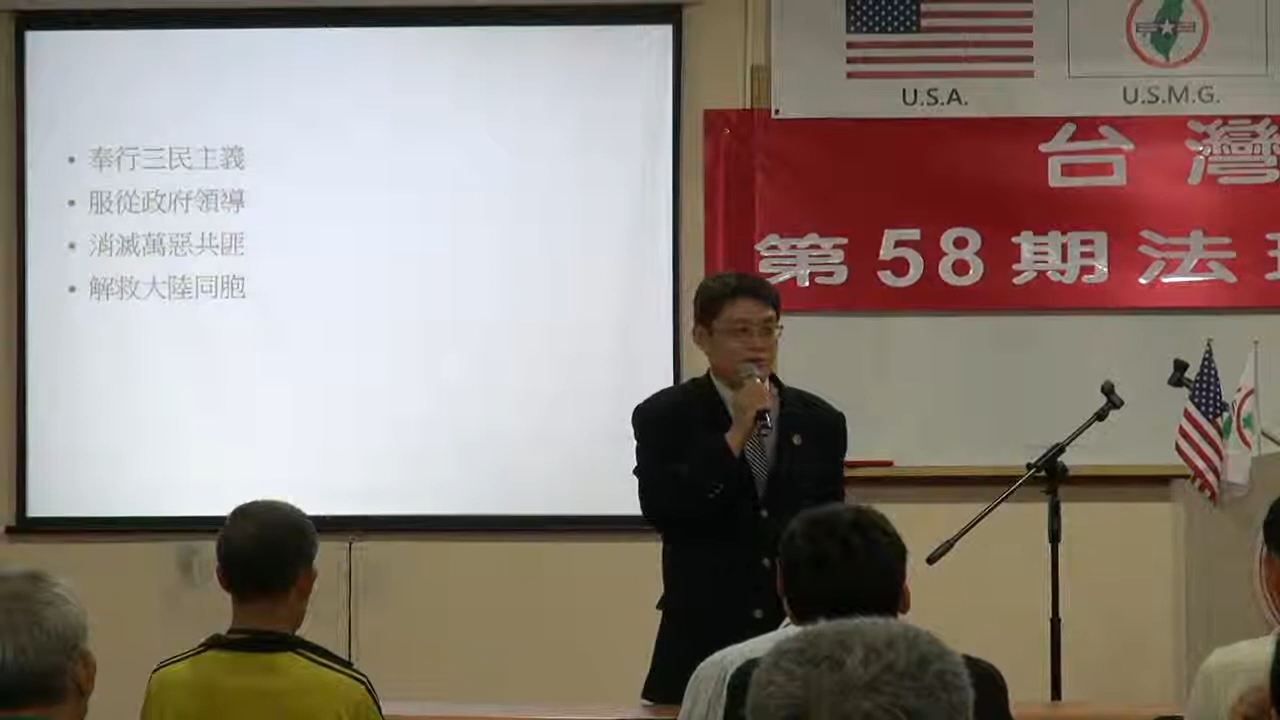 奉行三民主義
服從政府領導
消滅萬惡共匪
解救大陸同胞
U.S.A.
U.S.M.G.
台灣
第58期法